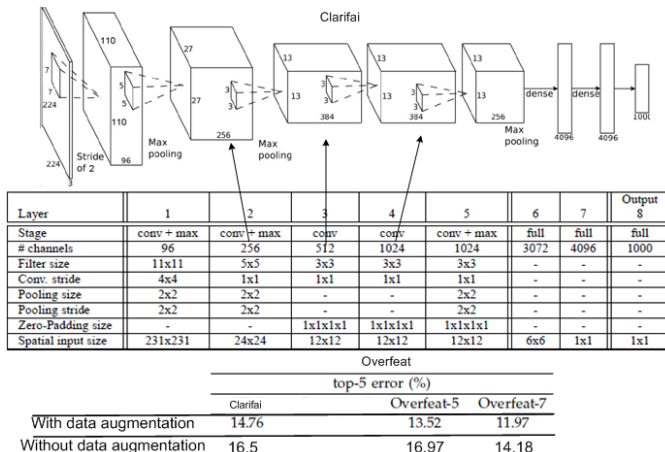 Clarifai
110
27
13
13
13
7
7
224
5
5
27
3
3
13
3
3
13
3
3
13
110
384
384
256
dense
dense
1000
224
Stride of 2
96
Max pooling
256
Max pooling
Max pooling
4096
4096
3
Layer 1 2 3 4 5 6 7 Output 8
Stage conv + max conv + max conv conv conv + max full full full
# channels 96 256 512 1024 1024 3072 4096 1000
Filter size 11x11 5x5 3x3 3x3 3x3 - - -
Conv. stride 4x4 1x1 1x1 1x1 1x1 - - -
Pooling size 2x2 2x2 - - 2x2 - - -
Pooling stride 2x2 2x2 - - 2x2 - - -
Zero-Padding size - - 1x1x1x1 1x1x1x1 1x1x1x1 - - -
Spatial input size 231x231 24x24 12x12 12x12 12x12 6x6 1x1 1x1
Overfeat
top-5 error (%)
Clarifai Overfeat-5 Overfeat-7
With data augmentation 14.76 13.52 11.97
Without data augmentation 16.5 16.97 14.18